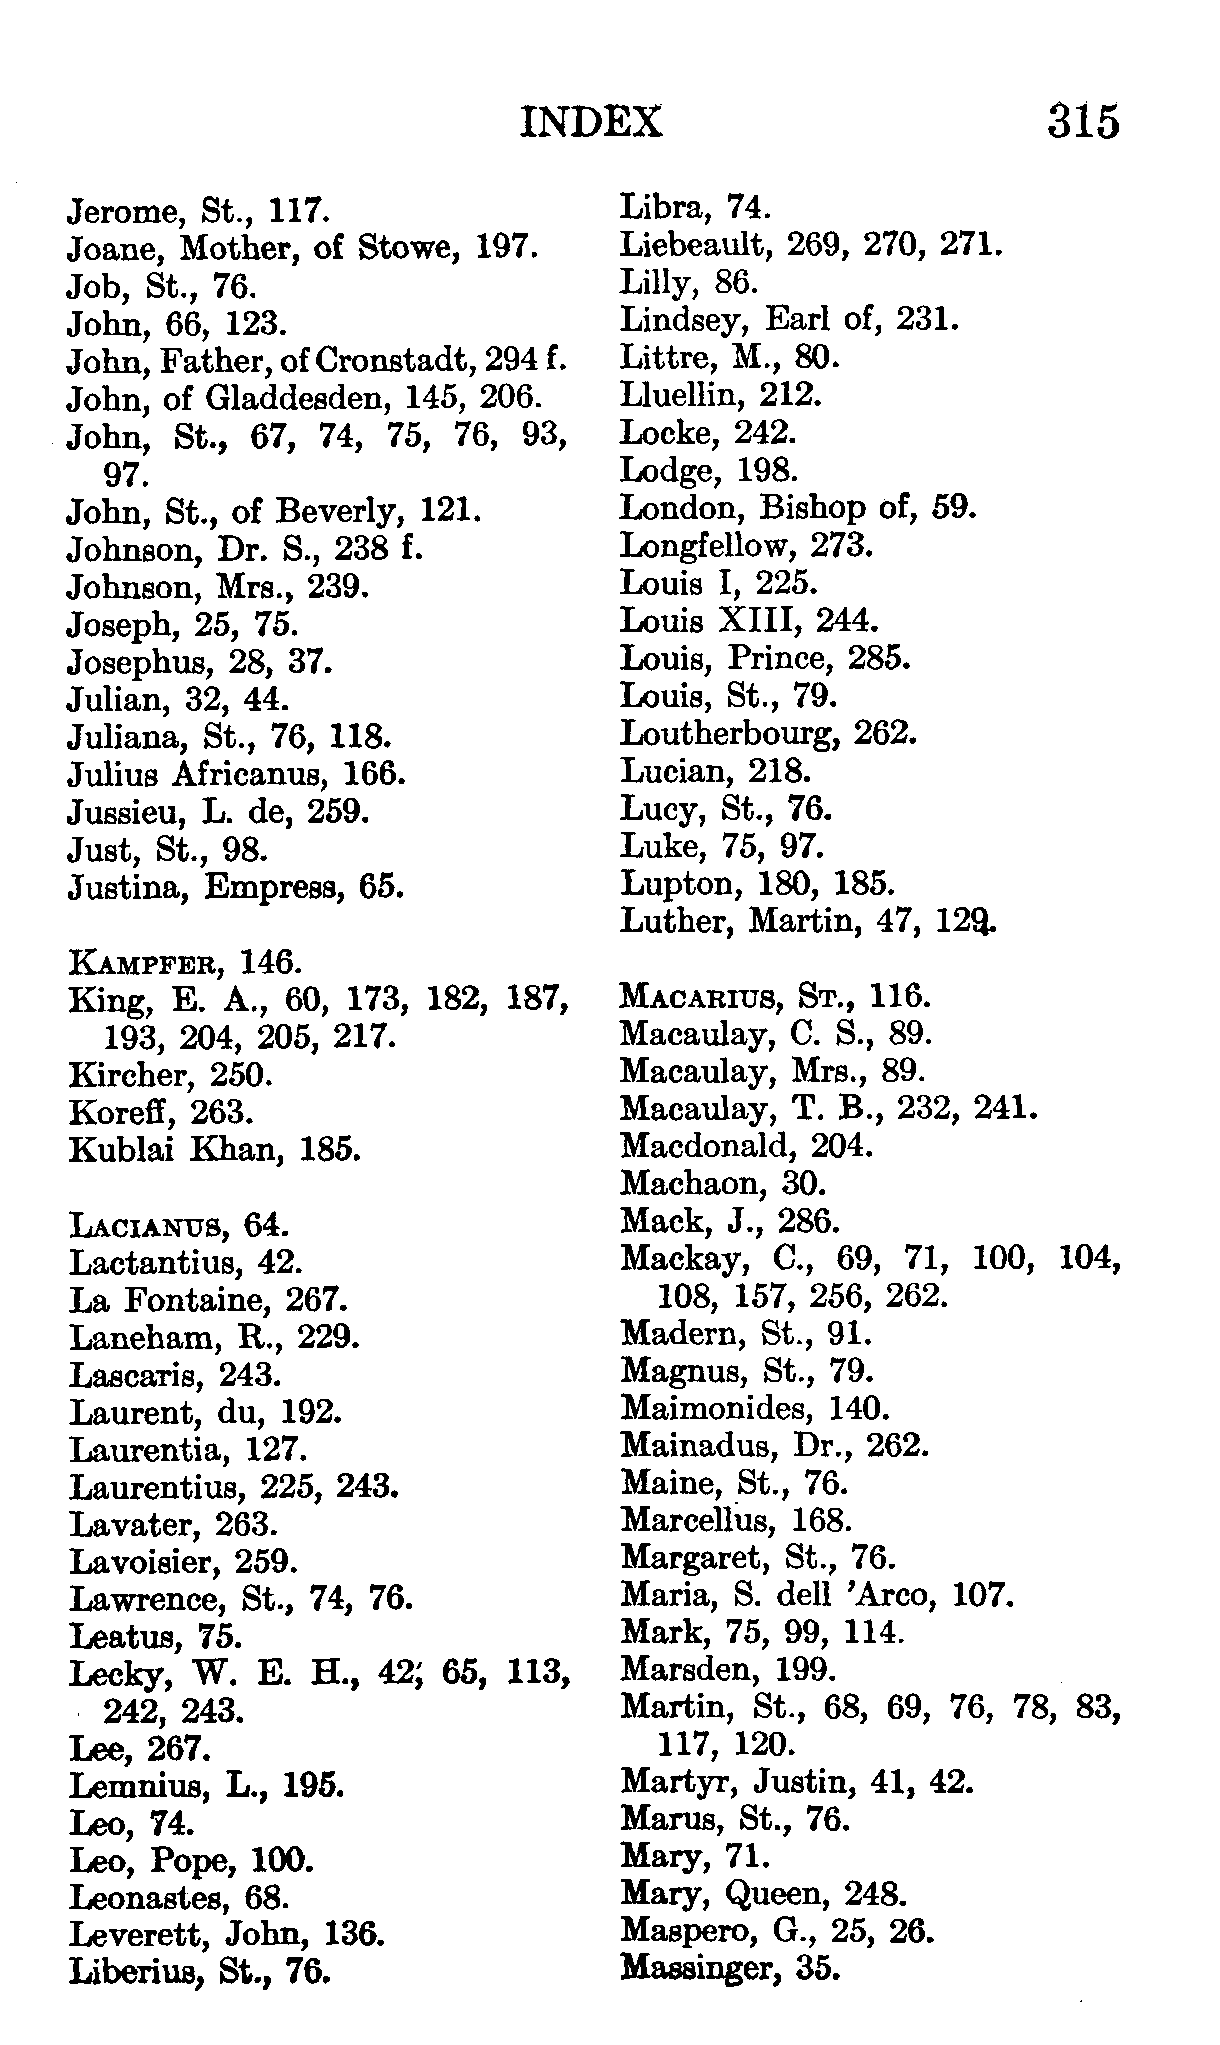 INDEX 315
Jerome, St., 117.
Joane, Mother, of Stowe, 197.
Job, St., 76.
John, 66, 123.
John, Father, of Cronstadt, 294 f.
John, of Gladdesden, 145, 206.
John, St., 67, 74, 75, 76, 93,
97.
John, St., of Beverly, 121.
Johnson, Dr. S., 238 f.
Johnson, Mrs., 239.
Joseph, 25, 75.
Josephus, 28, 37.
Julian, 32, 44.
Juliana, St., 76, 118.
Julius Africanus, 166.
Jussieu, L. de, 259.
Just, St., 98.
Justina, Empress, 65.
KAMPFER, 146.
King, E. A., 60, 173, 182, 187,
193, 204, 205, 217.
Kircher, 250.
Koreff, 263.
Kublai Khan, 185.
LACIANUS, 64.
Lactantius, 42.
La Fontaine, 267.
Laneham, R., 229.
Lascaris, 243.
Laurent, du, 192.
Laurentia, 127.
Laurentius, 225, 243.
Lavater, 263.
Lavoisier, 259.
Lawrence, St., 74, 76.
Leatus, 75.
Lecky, W. E. H., 42; 65, 113,
242, 243.
Lee, 267.
Lemnius, L., 195.
Leo, 74.
Leo, Pope, 100.
Leonastes, 68.
Leverett, John, 136.
Liberius, St., 76.
Libra, 74.
Liebeault, 269, 270, 271.
Lilly, 86.
Lindsey, Earl of, 231.
Littre, M., 80.
Lluellin, 212.
Locke, 242.
Lodge, 198.
London, Bishop of, 59.
Longfellow, 273.
Louis I, 225.
Louis XIII, 244.
Louis, Prince, 285.
Louis, St., 79.
Loutherbourg, 262.
Lucian, 218.
Lucy, St., 76.
Luke, 75, 97.
Lupton, 180, 185.
Luther, Martin, 47, 129.
MACARIUS, ST., 116.
Macaulay, C. S., 89.
Macaulay, Mrs., 89.
Macaulay, T. B., 232, 241.
Macdonald, 204.
Machaon, 30.
Mack, J., 286.
Mackay, C., 69, 71, 100, 104,
108, 157, 256, 262.
Madern, St., 91.
Magnus, St., 79.
Maimonides, 140.
Mainadus, Dr., 262.
Maine, St., 76.
Marcellus, 168.
Margaret, St., 76.
Maria, S. dell 'Arco, 107.
Mark, 75, 99, 114.
Marsden, 199.
Martin, St., 68, 69, 76, 78, 83,
117, 120.
Martyr, Justin, 41, 42.
Marus, St., 76.
Mary, 71.
Mary, Queen, 248.
Maspero, G., 25, 26.
Massinger, 35.